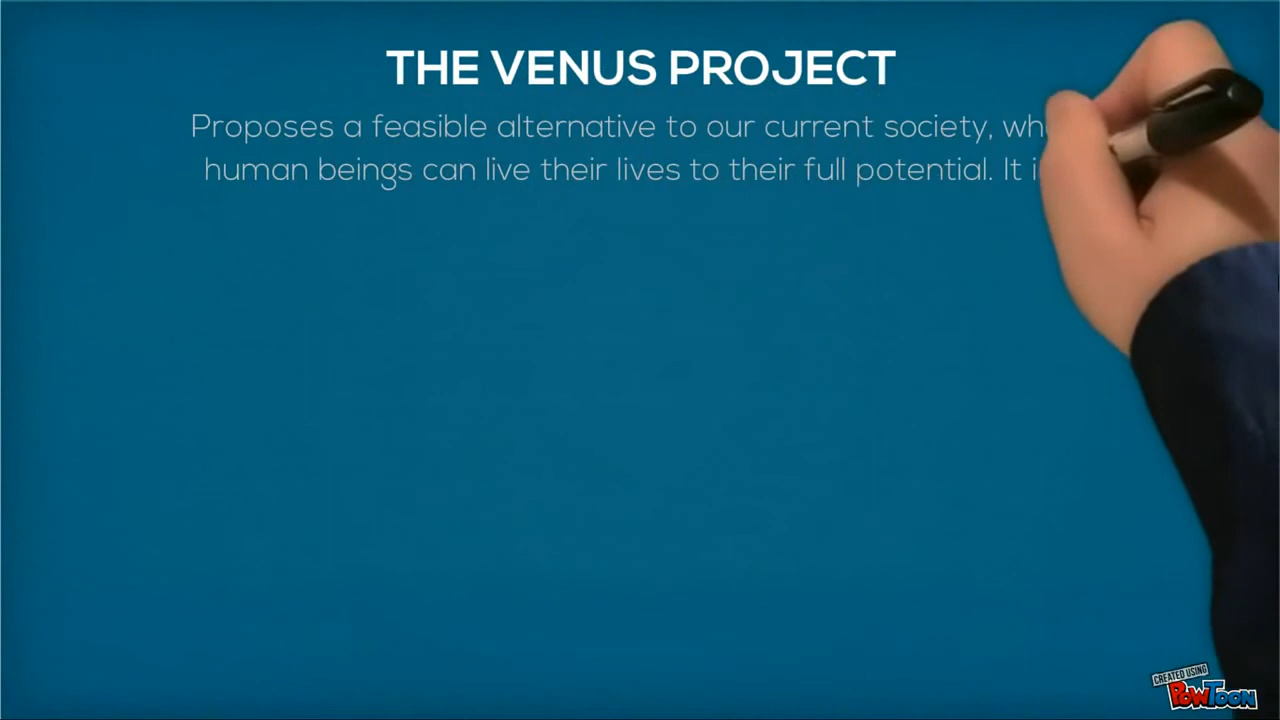 THE VENUS PROJECT
Proposes a feasible alternative to our current society,
human beings can live their lives to their full potential. It
CREATED USING
POWTOON